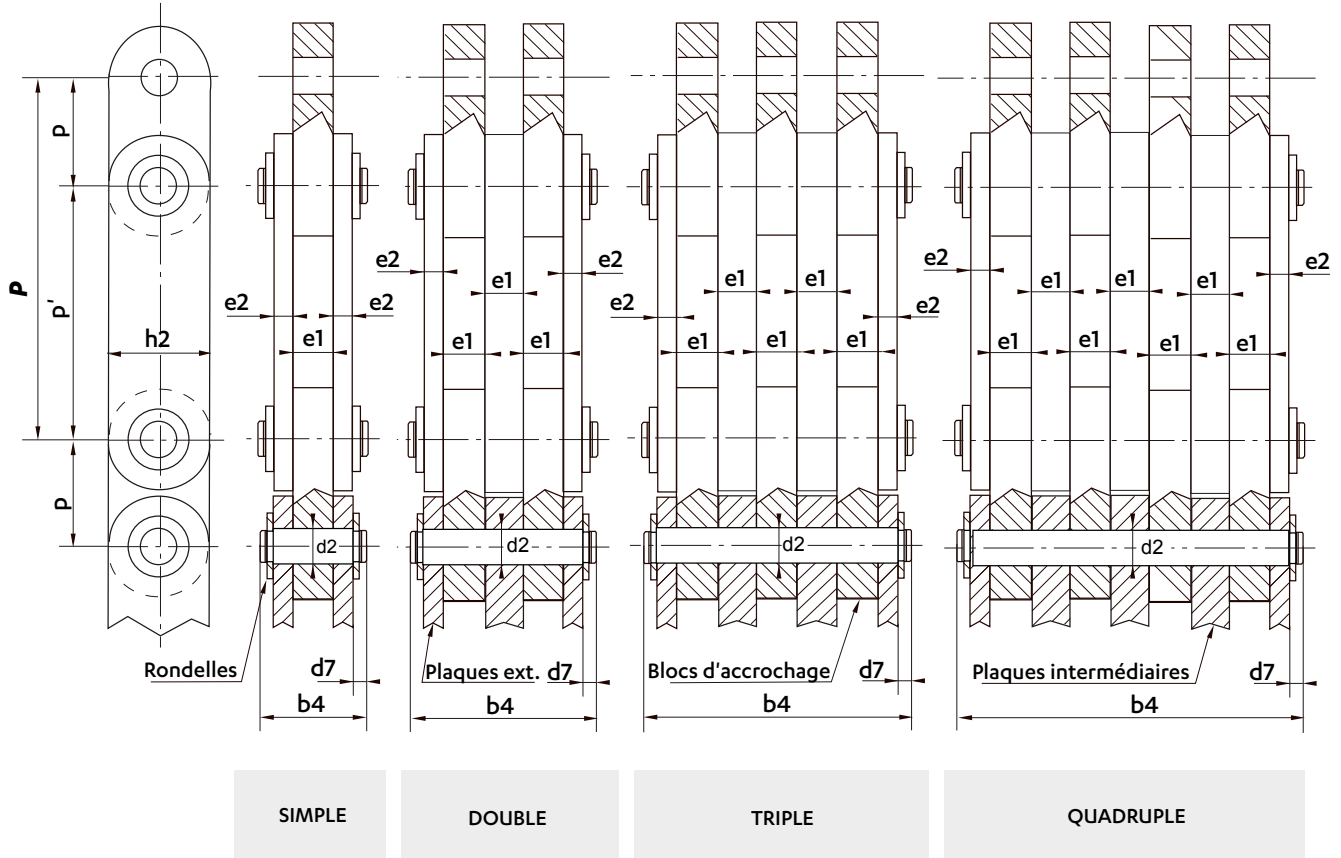 p
P
p'
h2
p
e2
e2
e1
e2
e2
e1
e1
e1
e1
e1
e2
e2
e1
e1
e1
e2
e2
e1
e1
e1
e1
e1
e1
e1
d2
d2
d2
d2
Rondelles
d7
Plaques ext.
d7
Blocs d'accrochage
d7
Plaques intermédiaires
d7
b4
b4
b4
b4
SIMPLE
DOUBLE
TRIPLE
QUADRUPLE